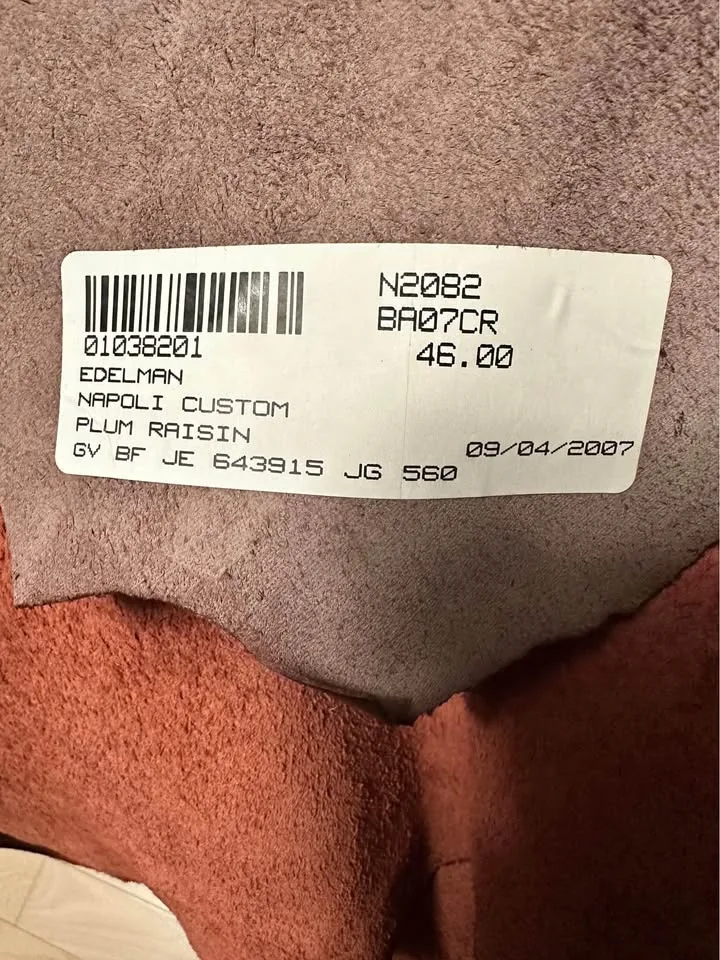 01038201
EDELMAN
NAPOLI CUSTOM
PLUM RAISIN
GV BF JE 643915 JG 560
N2082
BA07CR
46.00
09/04/2007